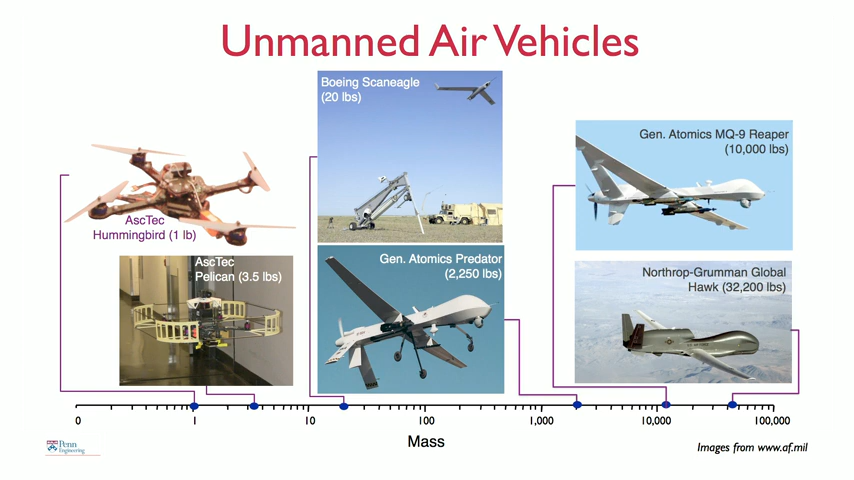 Unmanned Air Vehicles
Boeing Scaneagle
(20 lbs)
Gen. Atomics MQ-9 Reaper
(10,000 lbs)
AscTec
Hummingbird (1 lb)
AscTec
Pelican (3.5 lbs)
Gen. Atomics Predator
(2,250 lbs)
Northrop-Grumman Global
Hawk (32,200 lbs)
0 1 10 100 1,000 10,000 100,000
Mass
Penn
Engineering
Images from www.af.mil